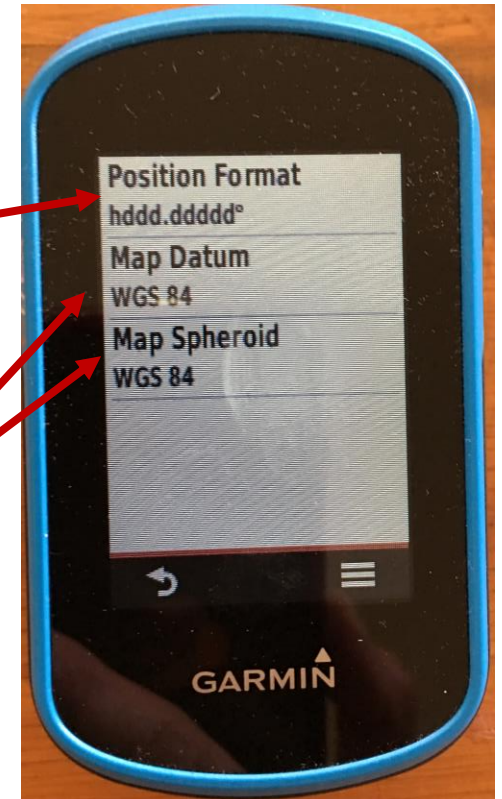 Position Format
hddd.ddddd°
Map Datum
WGS 84
Map Spheroid
WGS 84
GARMIN